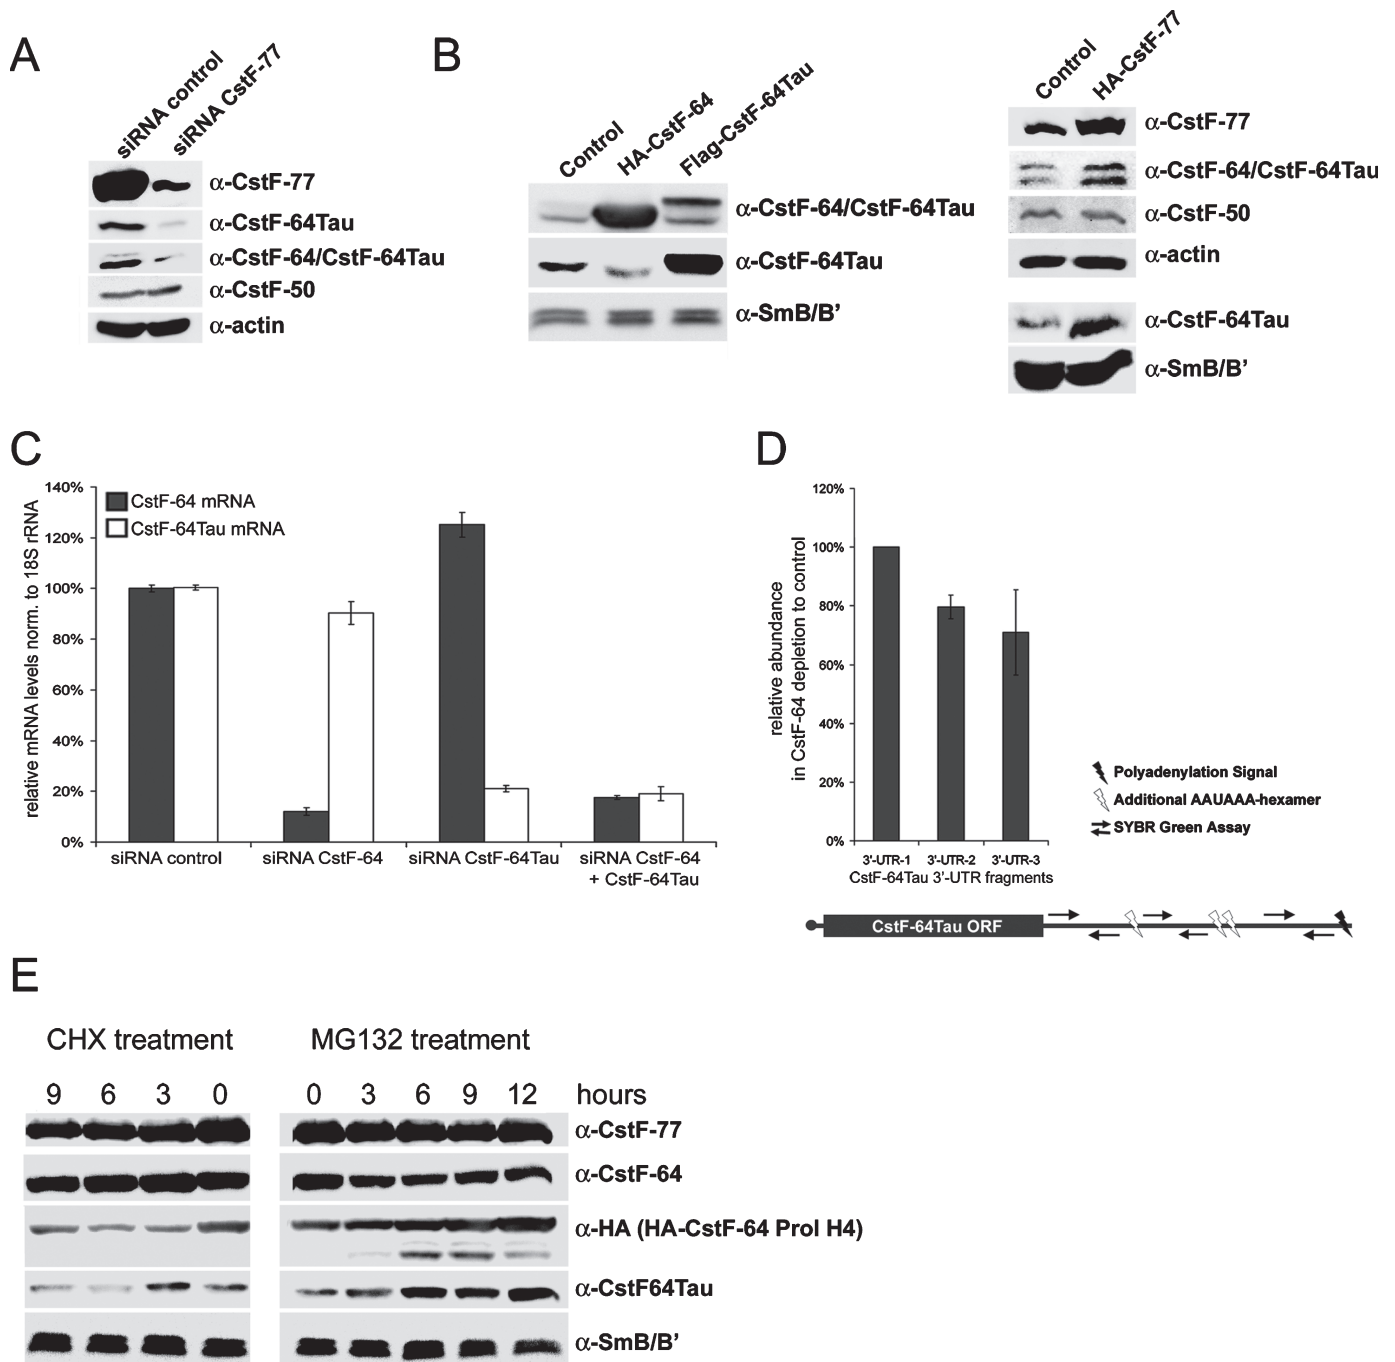 A
siRNA control
siRNA CstF-77
α-CstF-77
α-CstF-64Tau
α-CstF-64/CstF-64Tau
α-CstF-50
α-actin
B
Control
HA-CstF-64
Flag-CstF-64Tau
α-CstF-64/CstF-64Tau
α-CstF-64Tau
α-SmB/B’
Control
HA-CstF-77
α-CstF-77
α-CstF-64/CstF-64Tau
α-CstF-50
α-actin
α-CstF-64Tau
α-SmB/B’
C
relative mRNA levels norm. to 18S rRNA
140%
120%
100%
80%
60%
40%
20%
0%
CstF-64 mRNA
CstF-64Tau mRNA
siRNA control
siRNA CstF-64
siRNA CstF-64Tau
siRNA CstF-64
+ CstF-64Tau
D
relative abundance
in CstF-64 depletion to control
120%
100%
80%
60%
40%
20%
0%
3'-UTR-1 3'-UTR-2 3'-UTR-3
CstF-64Tau 3'-UTR fragments
Polyadenylation Signal
Additional AAUAAA-hexamer
SYBR Green Assay
CstF-64Tau ORF
E
CHX treatment
MG132 treatment
9 6 3 0
0 3 6 9 12 hours
α-CstF-77
α-CstF-64
α-HA (HA-CstF-64 Prol H4)
α-CstF64Tau
α-SmB/B’